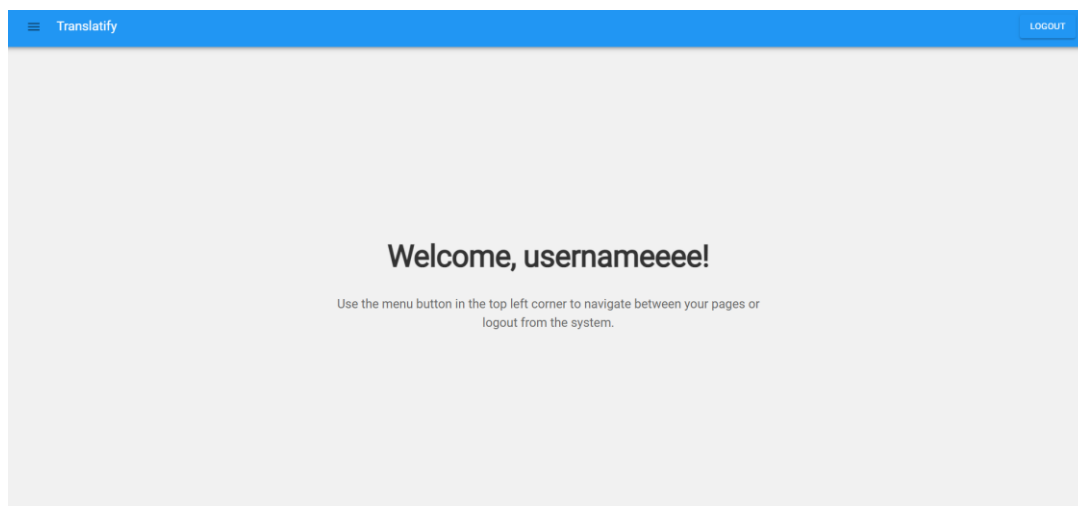 Translatify
LOGOUT
Welcome, usernameeee!
Use the menu button in the top left corner to navigate between your pages or
logout from the system.